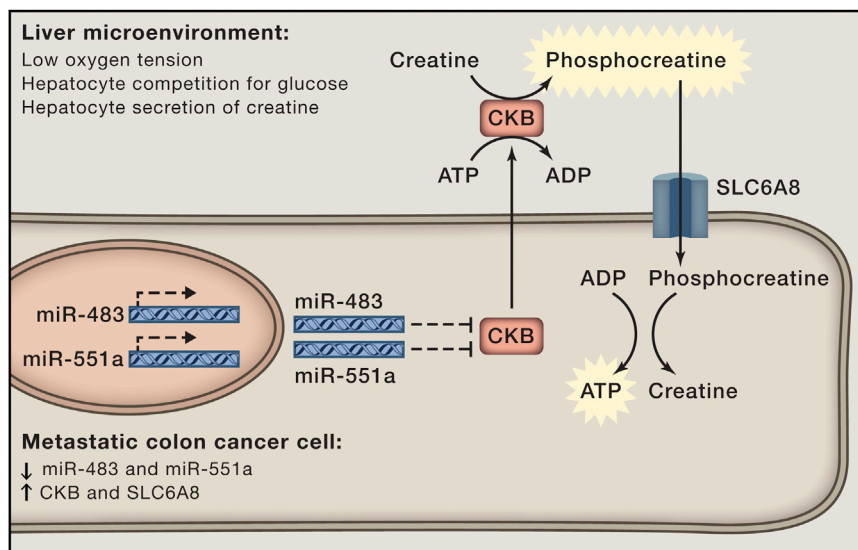 Liver microenvironment:
Low oxygen tension
Hepatocyte competition for glucose
Hepatocyte secretion of creatine
Creatine
Phosphocreatine
CKB
ATP
ADP
SLC6A8
miR-483
miR-551a
miR-483
miR-551a
CKB
ADP
Phosphocreatine
ATP
Creatine
Metastatic colon cancer cell:
↓ miR-483 and miR-551a
↑ CKB and SLC6A8